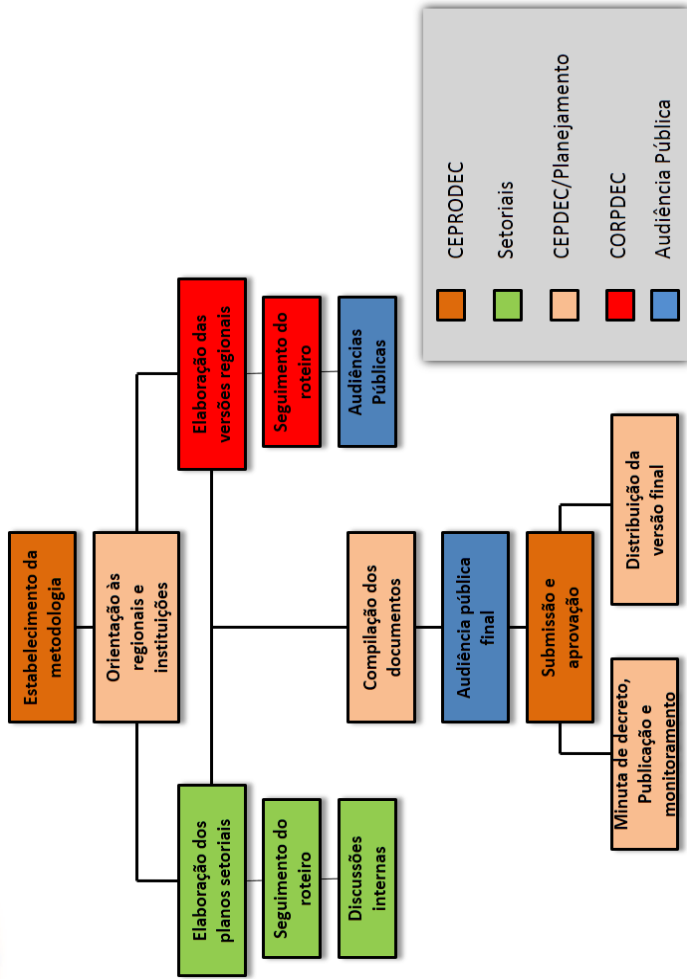 Estabelecimento da
metodologia
Orientação às
regionais e
instituições
Elaboração dos
planos setoriais
Elaboração das
versões regionais
Seguimento do
roteiro
Seguimento do
roteiro
Discussões
internas
Audiências
Públicas
Compilação dos
documentos
Audiência pública
final
Submissão e
aprovação
Minuta de decreto,
Publicação e
monitoramento
Distribuição da
versão final
CEPRODEC
Setoriais
CEPDEC/Planejamento
CORPDEC
Audiência Pública